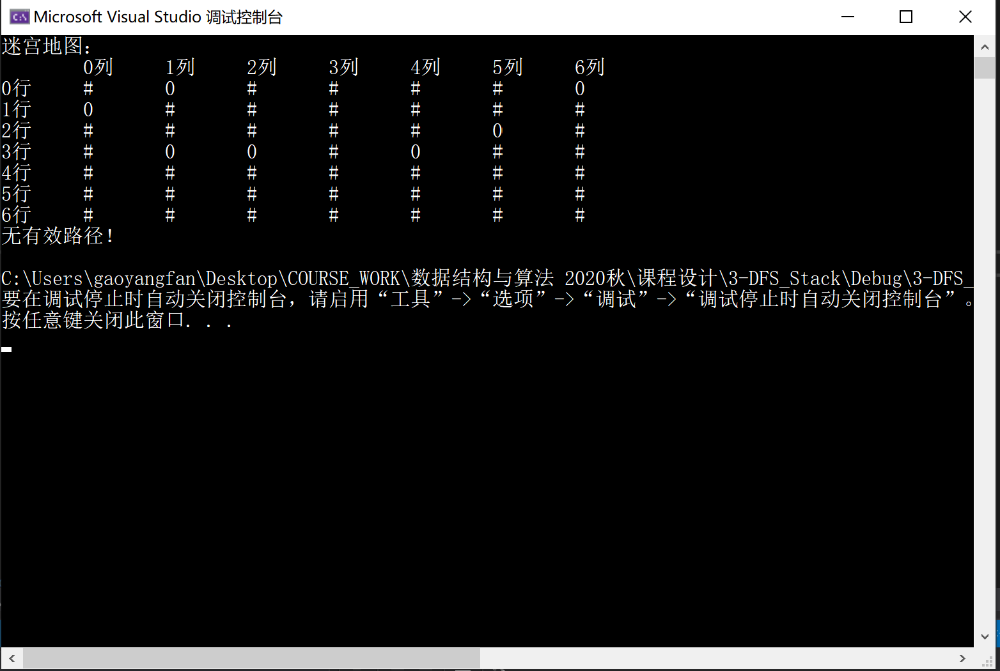 Microsoft Visual Studio 调试控制台
迷宫地图：
0列 1列 2列 3列 4列 5列 6列
0行 # 0 # # # # 0
1行 0 # # # # # #
2行 # # # # # 0 #
3行 # 0 0 # 0 # #
4行 # # # # # # #
5行 # # # # # # #
6行 # # # # # # #
无有效路径！
C:\Users\gaoyangfan\Desktop\COURSE_WORK\数据结构与算法 2020秋\课程设计\3-DFS_Stack\Debug\3-DFS_
要在调试停止时自动关闭控制台，请启用“工具”->“选项”->“调试”->“调试停止时自动关闭控制台”。
按任意键关闭此窗口. . .